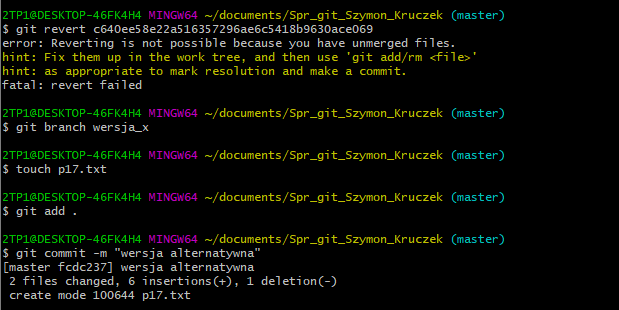 2TP1@DESKTOP-46FK4H4 MINGW64 ~/documents/Spr_git_Szymon_Kruczek (master)
$ git revert c640ee58e22a516357296ae6c5418b9630ace069
error: Reverting is not possible because you have unmerged files.
hint: Fix them up in the work tree, and then use 'git add/rm <file>'
hint: as appropriate to mark resolution and make a commit.
fatal: revert failed
2TP1@DESKTOP-46FK4H4 MINGW64 ~/documents/Spr_git_Szymon_Kruczek (master)
$ git branch wersja_x
2TP1@DESKTOP-46FK4H4 MINGW64 ~/documents/Spr_git_Szymon_Kruczek (master)
$ touch p17.txt
2TP1@DESKTOP-46FK4H4 MINGW64 ~/documents/Spr_git_Szymon_Kruczek (master)
$ git add .
2TP1@DESKTOP-46FK4H4 MINGW64 ~/documents/Spr_git_Szymon_Kruczek (master)
$ git commit -m "wersja alternatywna"
[master fcdc237] wersja alternatywna
 2 files changed, 6 insertions(+), 1 deletion(-)
 create mode 100644 p17.txt